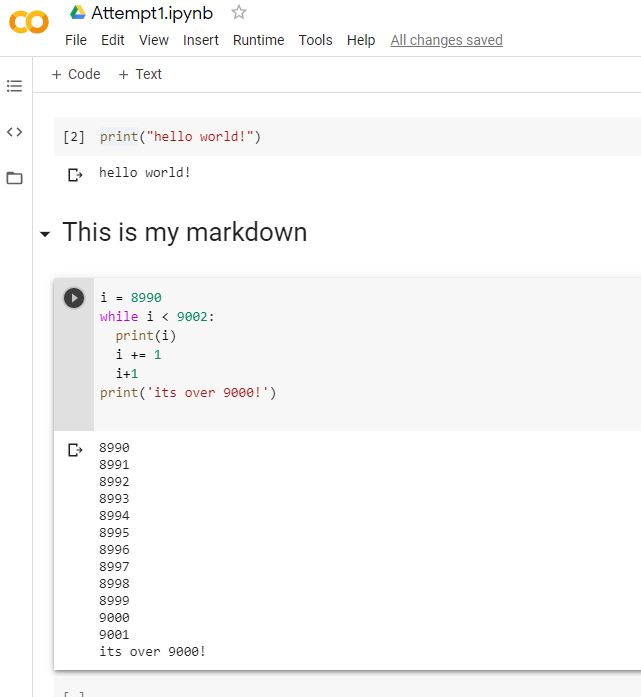 Attempt1.ipynb
File Edit View Insert Runtime Tools Help All changes saved
+ Code + Text
[2] print("hello world!")
hello world!
This is my markdown
i = 8990
while i < 9002:
  print(i)
  i += 1
  i+1
print('its over 9000!')
8990
8991
8992
8993
8994
8995
8996
8997
8998
8999
9000
9001
its over 9000!
[ ]